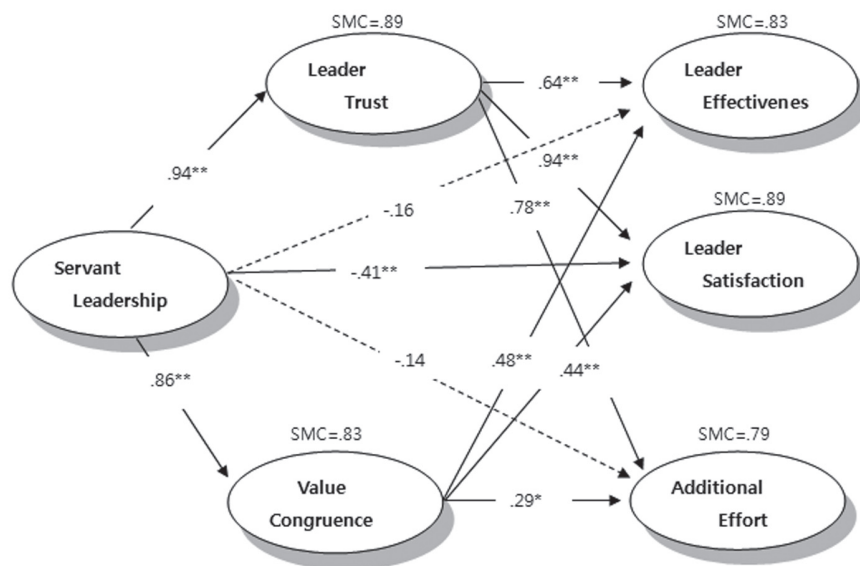 SMC=.89
SMC=.83
Leader
Trust
.64**
Leader
Effectivenes
.94**
.94**
-.16
.78**
SMC=.89
Servant
Leadership
-.41**
Leader
Satisfaction
.86**
-.14
.48**
.44**
SMC=.83
SMC=.79
Value
Congruence
.29*
Additional
Effort